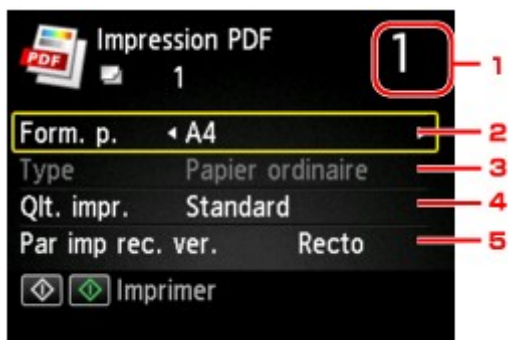 Impression PDF
PDF
1
1
1
Form. p. A4
2
Type Papier ordinaire
3
Qlt. impr. Standard
4
Par imp rec. ver. Recto
5
Imprimer